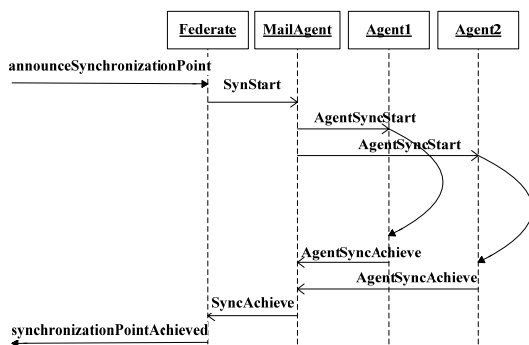 Federate
MailAgent
Agent1
Agent2
announceSynchronizationPoint
SynStart
AgentSyncStart
AgentSyncStart
AgentSyncAchieve
AgentSyncAchieve
SyncAchieve
synchronizationPointAchieved